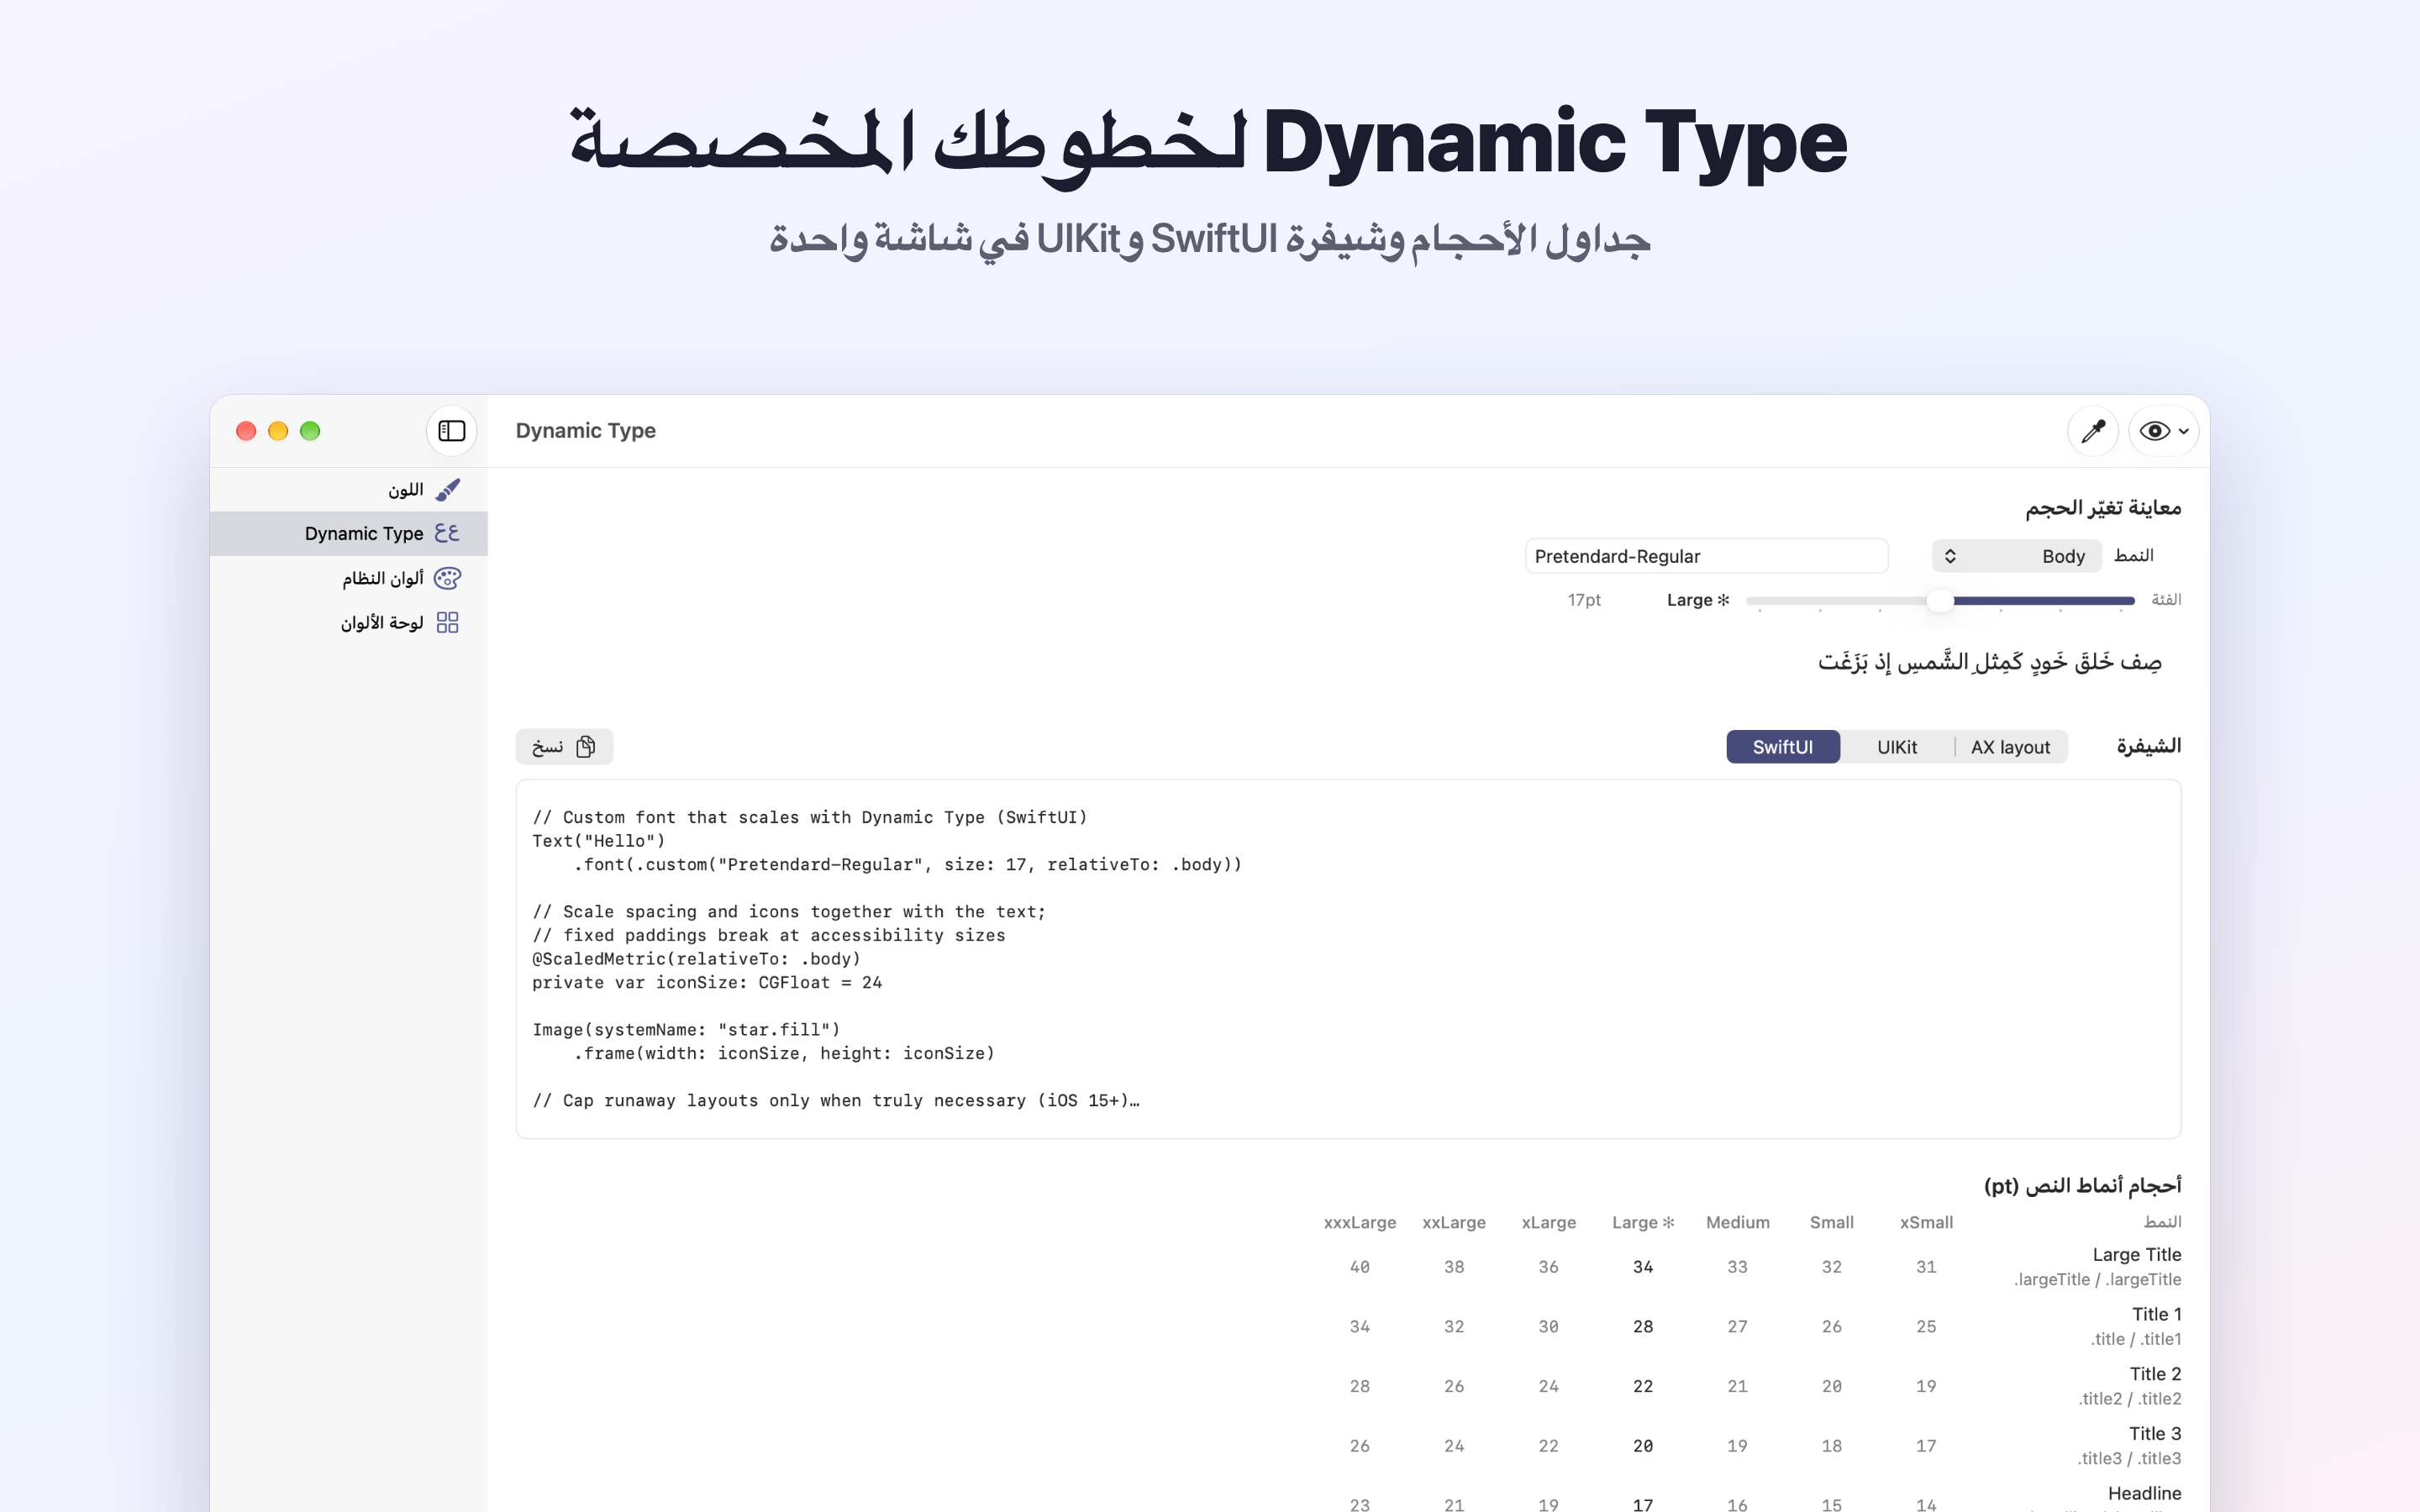 Dynamic Type لخطوطك المخصصة
جداول الأحجام وشيفرة SwiftUI و UIKit في شاشة واحدة
Dynamic Type
اللون
Dynamic Type
ألوان النظام
لوحة الألوان
معاينة تغيّر الحجم
النمط Body Pretendard-Regular
الفئة Large ✻ 17pt
صِف خَلقَ خَودٍ كَمِثلِ الشَّمسِ إذ بَزَغَت
الشيفرة SwiftUI UIKit AX layout نسخ
// Custom font that scales with Dynamic Type (SwiftUI)
Text("Hello")
.font(.custom("Pretendard-Regular", size: 17, relativeTo: .body))
// Scale spacing and icons together with the text;
// fixed paddings break at accessibility sizes
@ScaledMetric(relativeTo: .body)
private var iconSize: CGFloat = 24
Image(systemName: "star.fill")
.frame(width: iconSize, height: iconSize)
// Cap runaway layouts only when truly necessary (iOS 15+)…
أحجام أنماط النص (pt)
النمط xSmall Small Medium Large ✻ xLarge xxLarge xxxLarge
Large Title 31 32 33 34 36 38 40
.largeTitle / .largeTitle
Title 1 25 26 27 28 30 32 34
.title / .title1
Title 2 19 20 21 22 24 26 28
.title2 / .title2
Title 3 17 18 19 20 22 24 26
.title3 / .title3
Headline 14 15 16 17 19 21 23